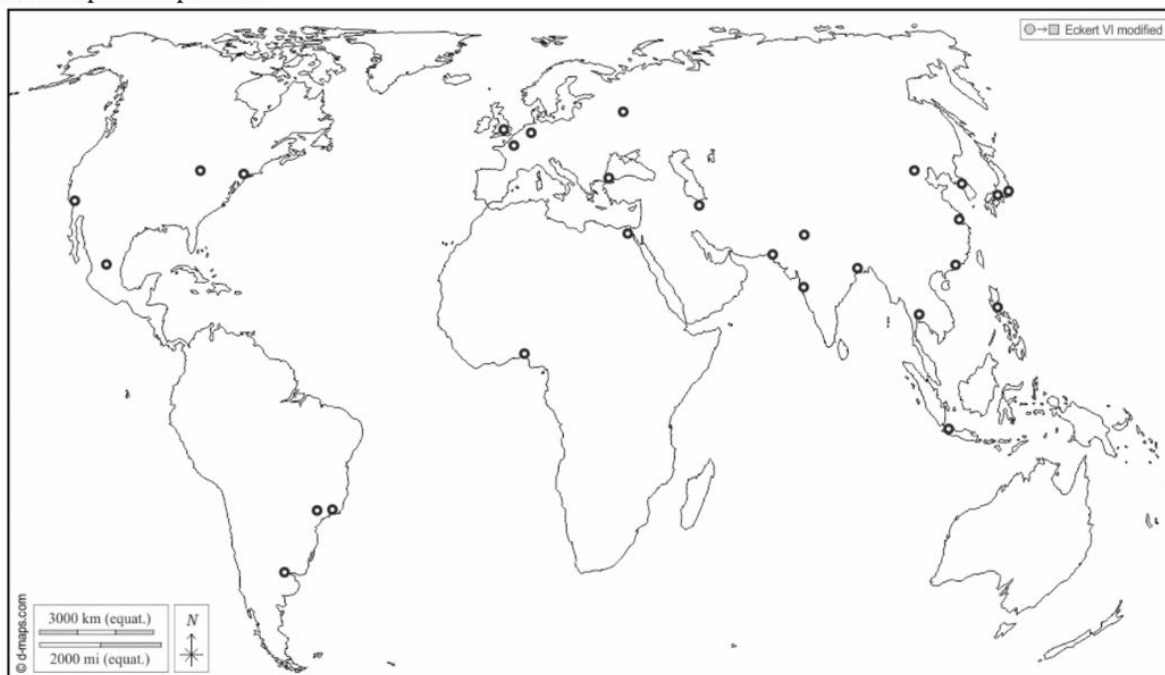 Eckert VI modified
3000 km (equat.)
2000 mi (equat.)
N
© d-maps.com